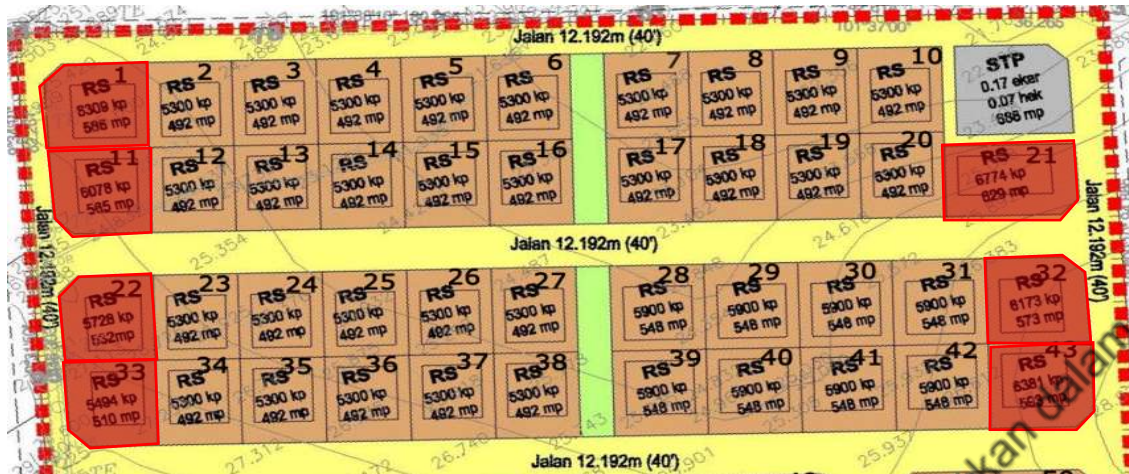 Jalan 12.192m (40')
RS 1
6309 kp
586 mp
RS 2
5300 kp
492 mp
RS 3
5300 kp
492 mp
RS 4
5300 kp
492 mp
RS 5
5300 kp
492 mp
RS 6
5300 kp
492 mp
RS 7
5300 kp
492 mp
RS 8
5300 kp
492 mp
RS 9
5300 kp
492 mp
RS 10
5300 kp
492 mp
STP
0.17 ekar
0.07 hek
686 mp
RS 11
6078 kp
565 mp
RS 12
5300 kp
492 mp
RS 13
5300 kp
492 mp
RS 14
5300 kp
492 mp
RS 15
5300 kp
492 mp
RS 16
5300 kp
492 mp
RS 17
5300 kp
492 mp
RS 18
5300 kp
492 mp
RS 19
5300 kp
492 mp
RS 20
5300 kp
492 mp
RS 21
6774 kp
629 mp
Jalan 12.192m (40')
Jalan 12.192m (40')
Jalan 12.192m (40')
25.354
RS 22
5728 kp
532mp
RS 23
5300 kp
492 mp
RS 24
5300 kp
492 mp
RS 25
5300 kp
492 mp
RS 26
5300 kp
492 mp
RS 27
5300 kp
492 mp
RS 28
5900 kp
548 mp
RS 29
5900 kp
548 mp
RS 30
5900 kp
548 mp
RS 31
5900 kp
548 mp
RS 32
6173 kp
573 mp
RS 33
5494 kp
510 mp
RS 34
5300 kp
492 mp
RS 35
5300 kp
492 mp
RS 36
5300 kp
492 mp
RS 37
5300 kp
492 mp
RS 38
5300 kp
492 mp
RS 39
5900 kp
548 mp
RS 40
5900 kp
548 mp
RS 41
5900 kp
548 mp
RS 42
5900 kp
548 mp
RS 43
6381 kp
593 mp
kan dalam
27.312
26.740
25.937
Jalan 12.192m (40')